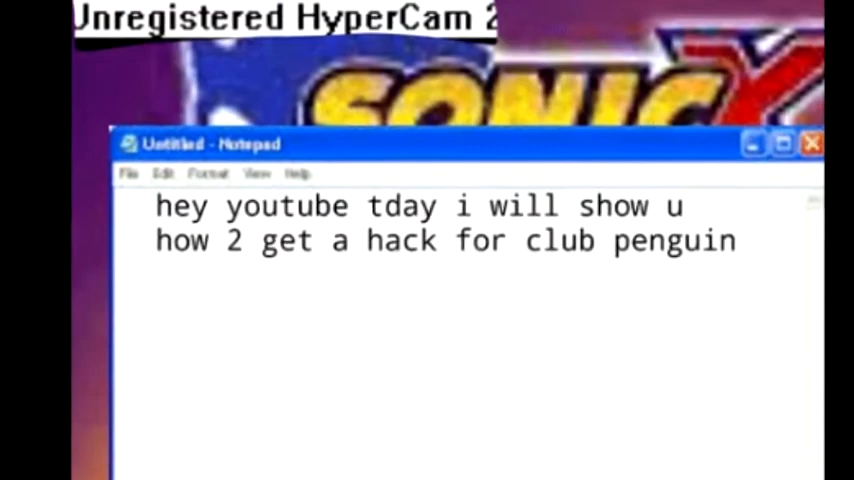 Unregistered HyperCam 2
SONIC X
Untitled - Notepad
File Edit Format View Help
hey youtube tday i will show u
how 2 get a hack for club penguin